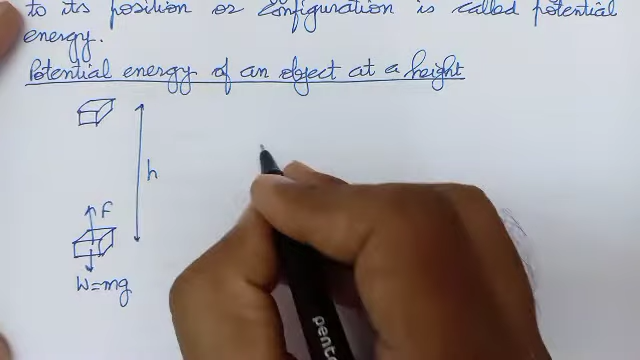 to its position or configuration is called potential
energy.
Potential energy of an object at a height
h
F
W=mg
pent